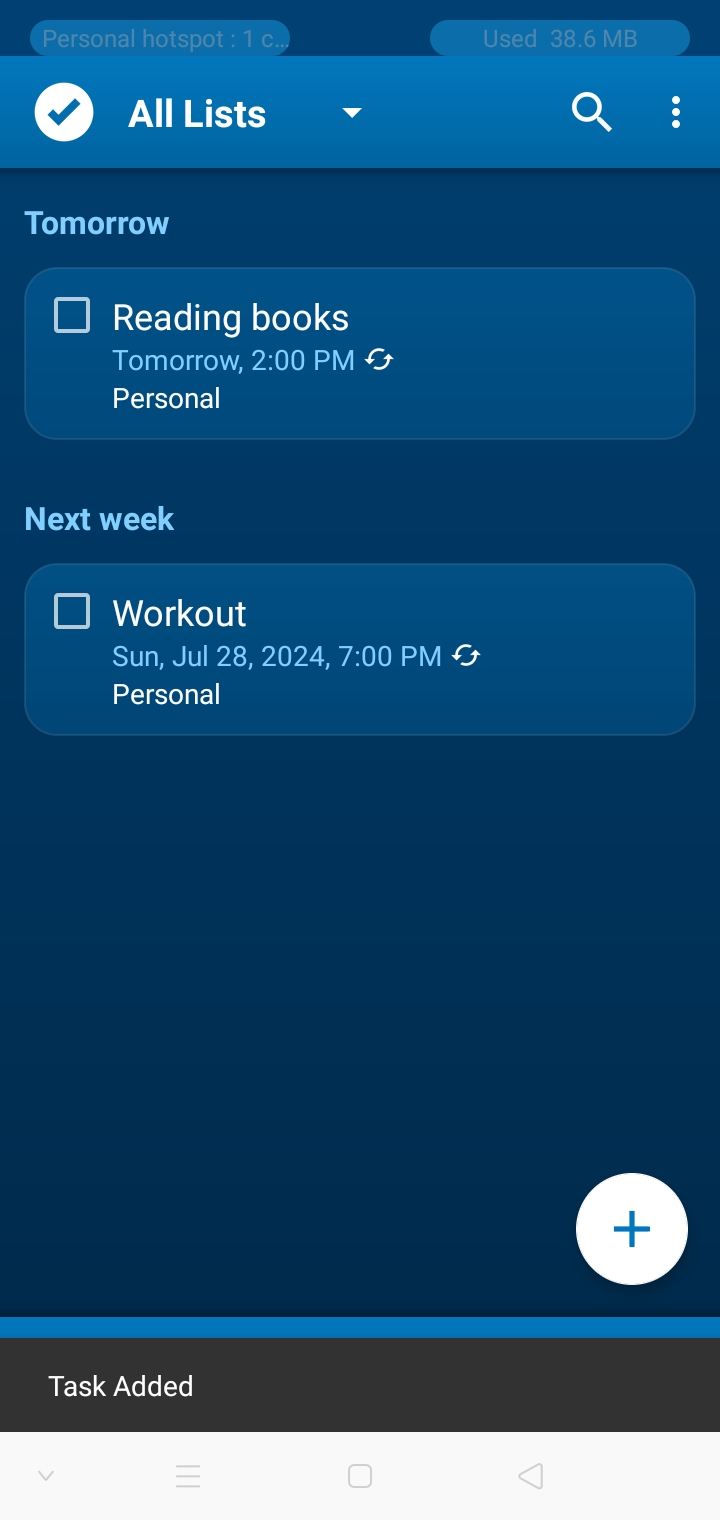 Personal hotspot : 1 c...
Used 38.6 MB
All Lists
Tomorrow
Reading books
Tomorrow, 2:00 PM
Personal
Next week
Workout
Sun, Jul 28, 2024, 7:00 PM
Personal
Task Added